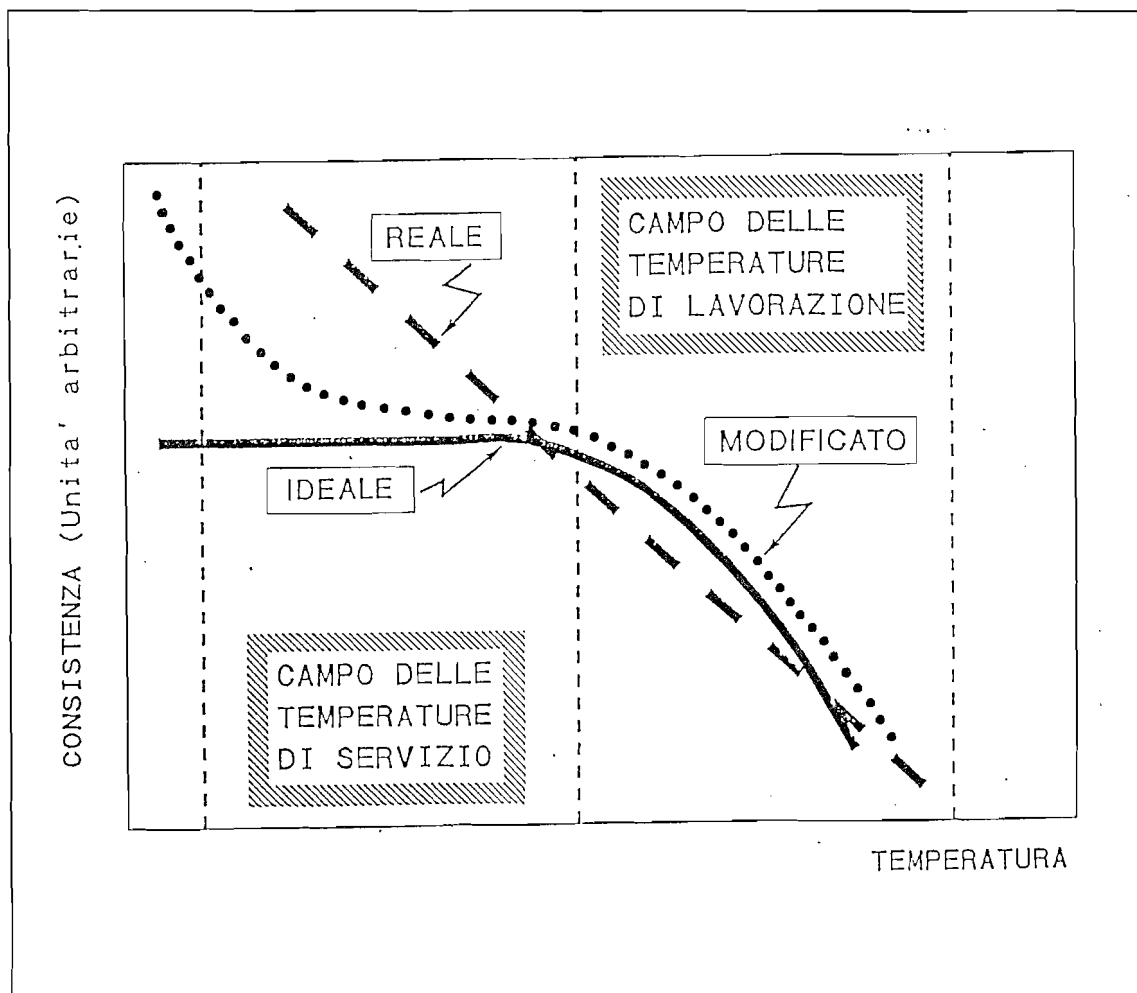 CONSISTENZA (Unita' arbitrarie)
REALE
CAMPO DELLE
TEMPERATURE
DI LAVORAZIONE
MODIFICATO
IDEALE
CAMPO DELLE
TEMPERATURE
DI SERVIZIO
TEMPERATURA